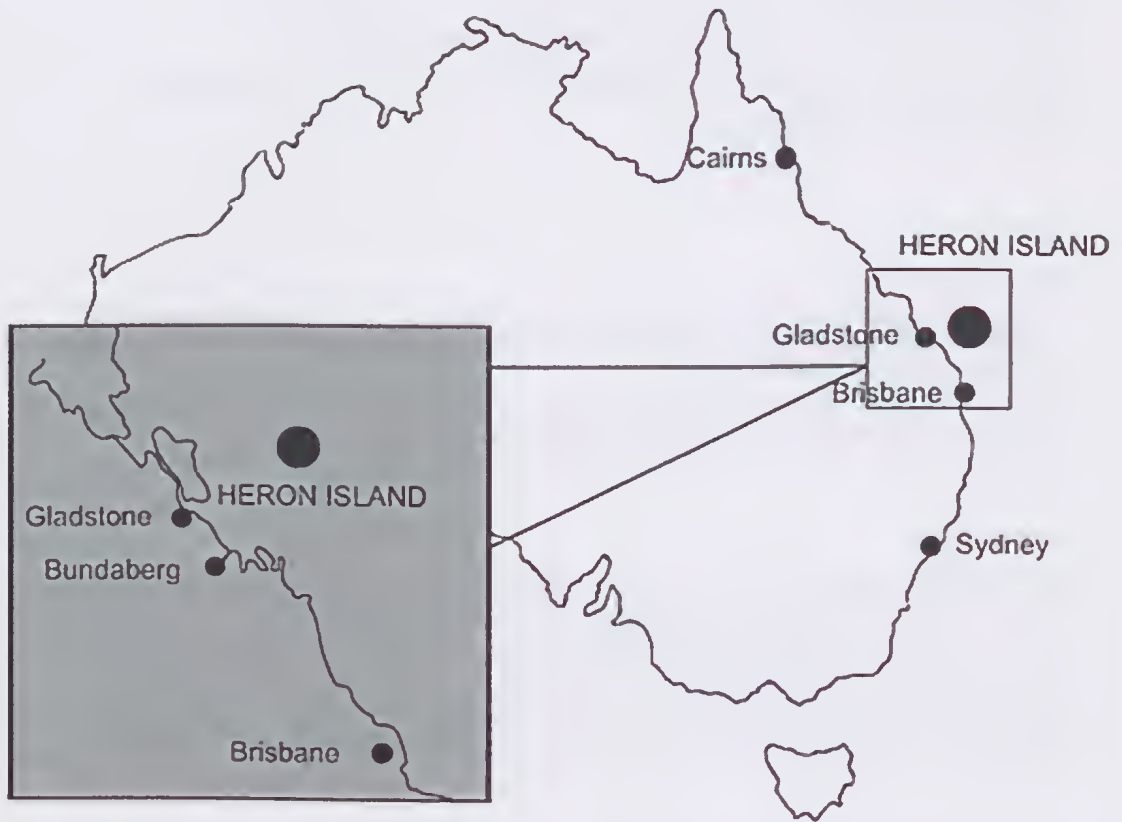 Cairns
HERON ISLAND
Gladstone
Brisbane
Sydney
HERON ISLAND
Gladstone
Bundaberg
Brisbane